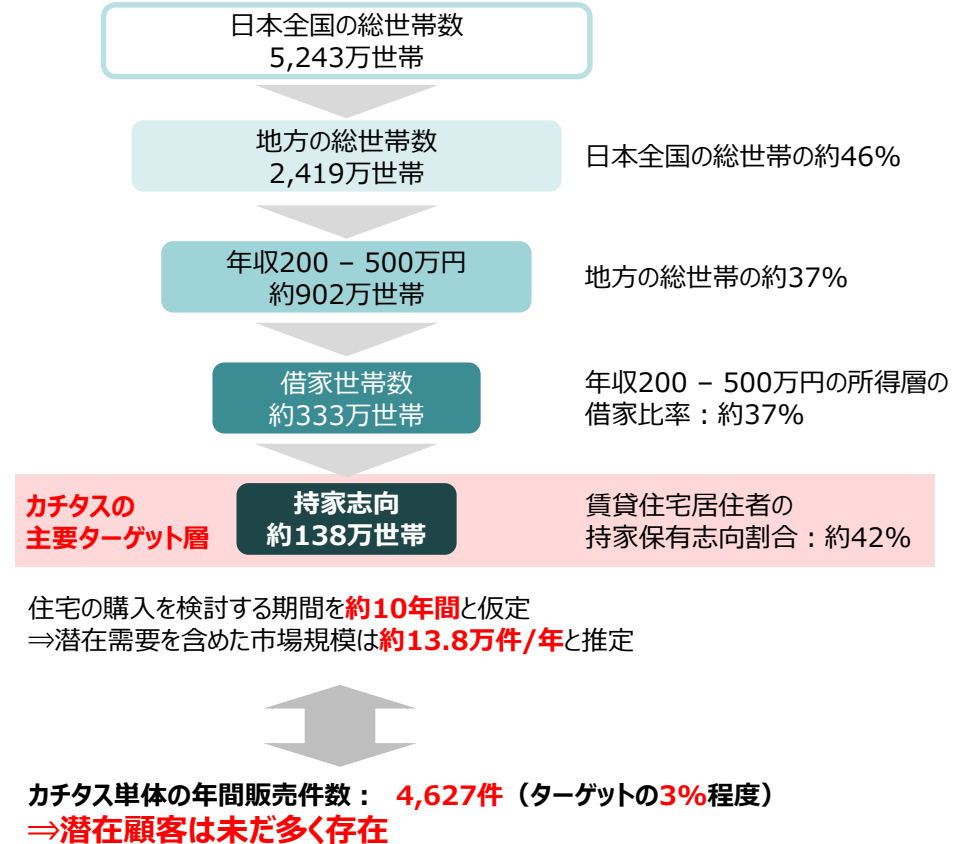 日本全国の総世帯数
5,243万世帯
地方の総世帯数
2,419万世帯
日本全国の総世帯の約46%
年収200 – 500万円
約902万世帯
地方の総世帯の約37%
借家世帯数
約333万世帯
年収200 – 500万円の所得層の
借家比率：約37%
カチタスの
主要ターゲット層
持家志向
約138万世帯
賃貸住宅居住者の
持家保有志向割合：約42%
住宅の購入を検討する期間を約10年間と仮定
⇒潜在需要を含めた市場規模は約13.8万件/年と推定
カチタス単体の年間販売件数： 4,627件（ターゲットの3%程度）
⇒潜在顧客は未だ多く存在